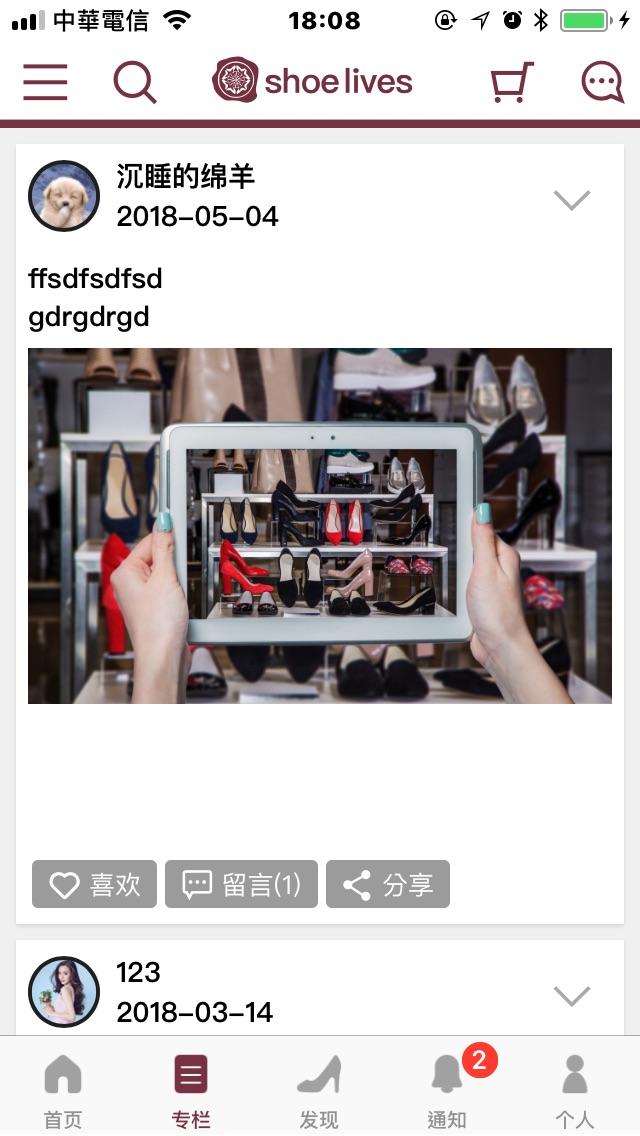 中華電信
18:08
shoe lives
沉睡的绵羊
2018-05-04
ffsdfsdfsd
gdrgdrgd
喜欢
留言(1)
分享
123
2018-03-14
2
首页
专栏
发现
通知
个人